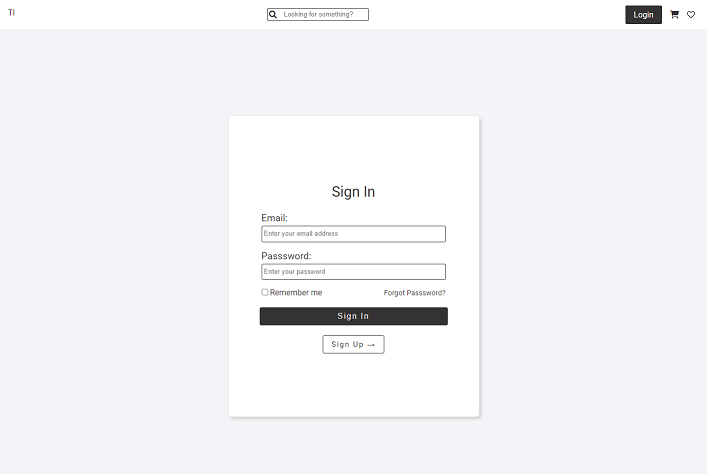 TI
Looking for something?
Login
Sign In
Email:
Enter your email address
Passsword:
Enter your password
Remember me
Forgot Passsword?
Sign In
Sign Up →